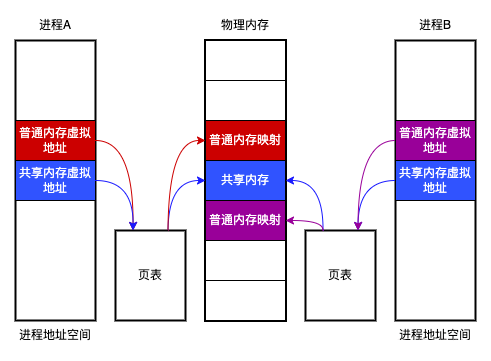 进程A
物理内存
进程B
普通内存虚拟
地址
共享内存虚拟
地址
普通内存映射
共享内存
普通内存映射
普通内存虚拟
地址
共享内存虚拟
地址
页表
页表
进程地址空间
进程地址空间